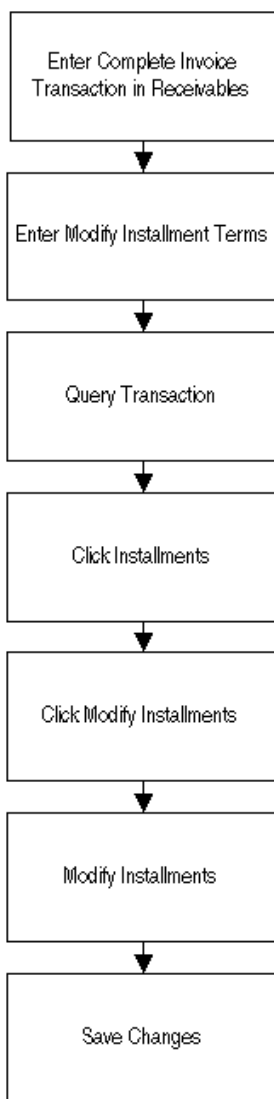 Enter Complete Invoice
Transaction in Receivables
Enter Modify Installment Terms
Query Transaction
Click Installments
Click Modify Installments
Modify Installments
Save Changes